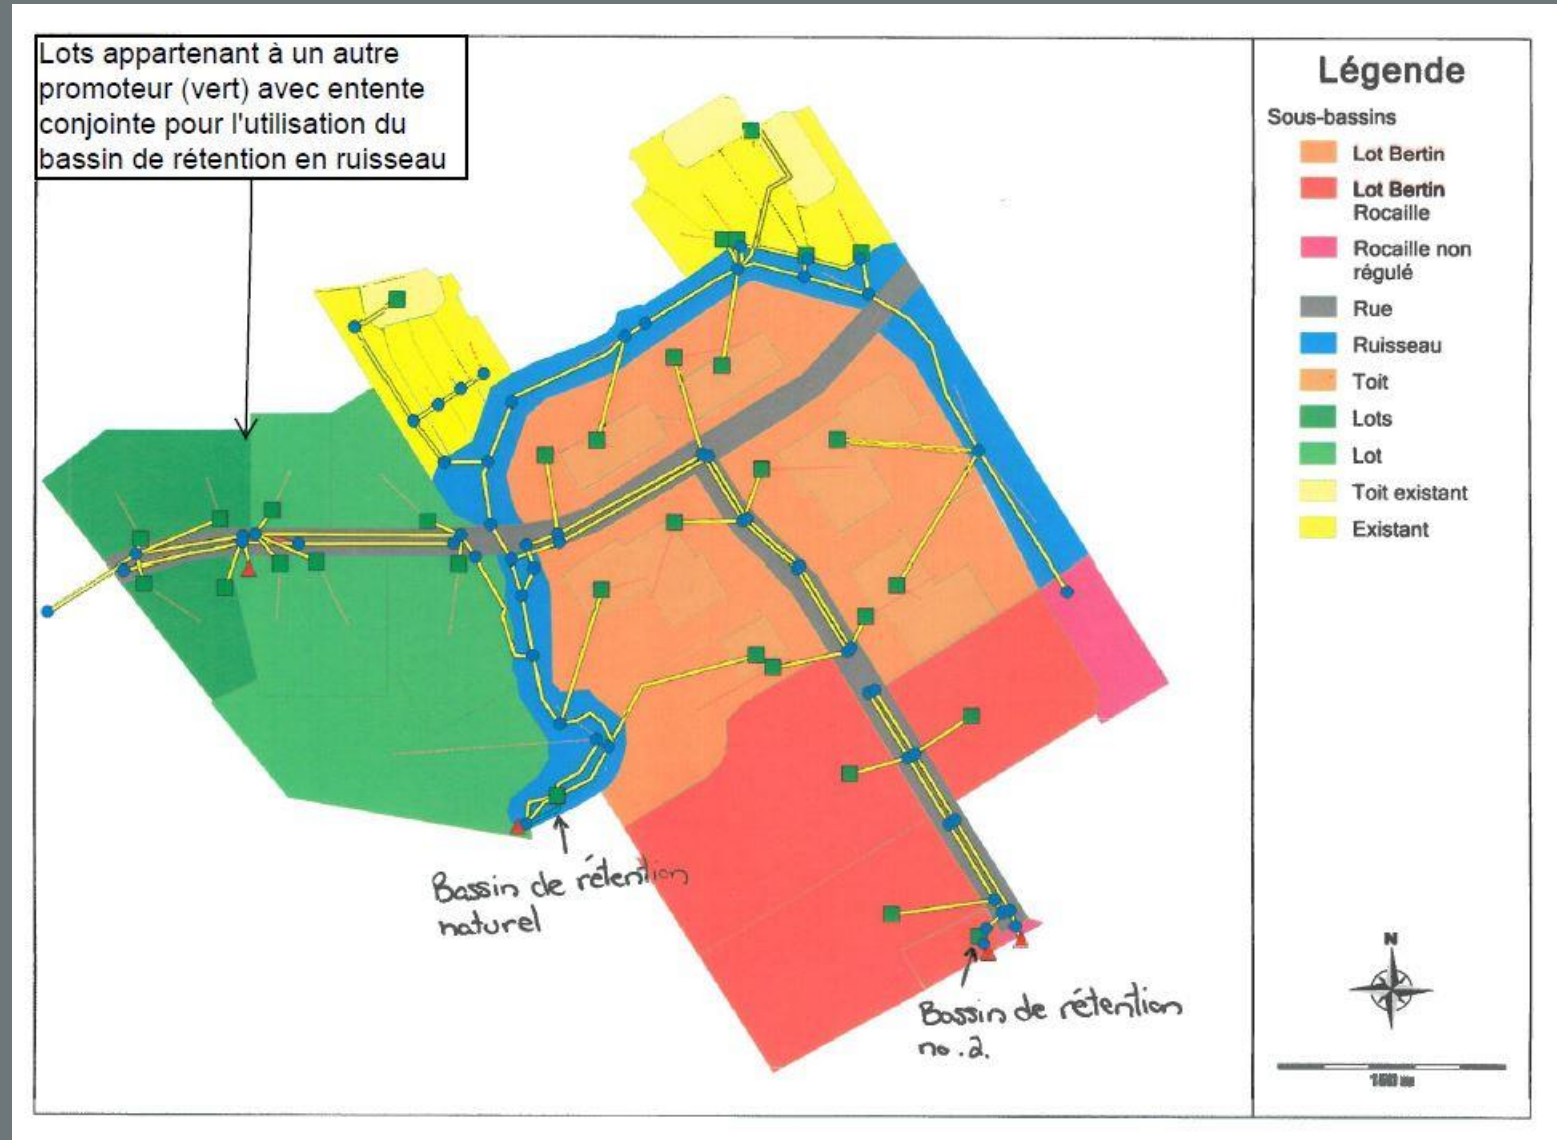 Lots appartenant à un autre
promoteur (vert) avec entente
conjointe pour l'utilisation du
bassin de rétention en ruisseau
Légende
Sous-bassins
Lot Bertin
Lot Bertin
Rocaille
Rocaille non
régulé
Rue
Ruisseau
Toit
Lots
Lot
Toit existant
Existant
Bassin de rétention
naturel
Bassin de rétention
no.2.
N